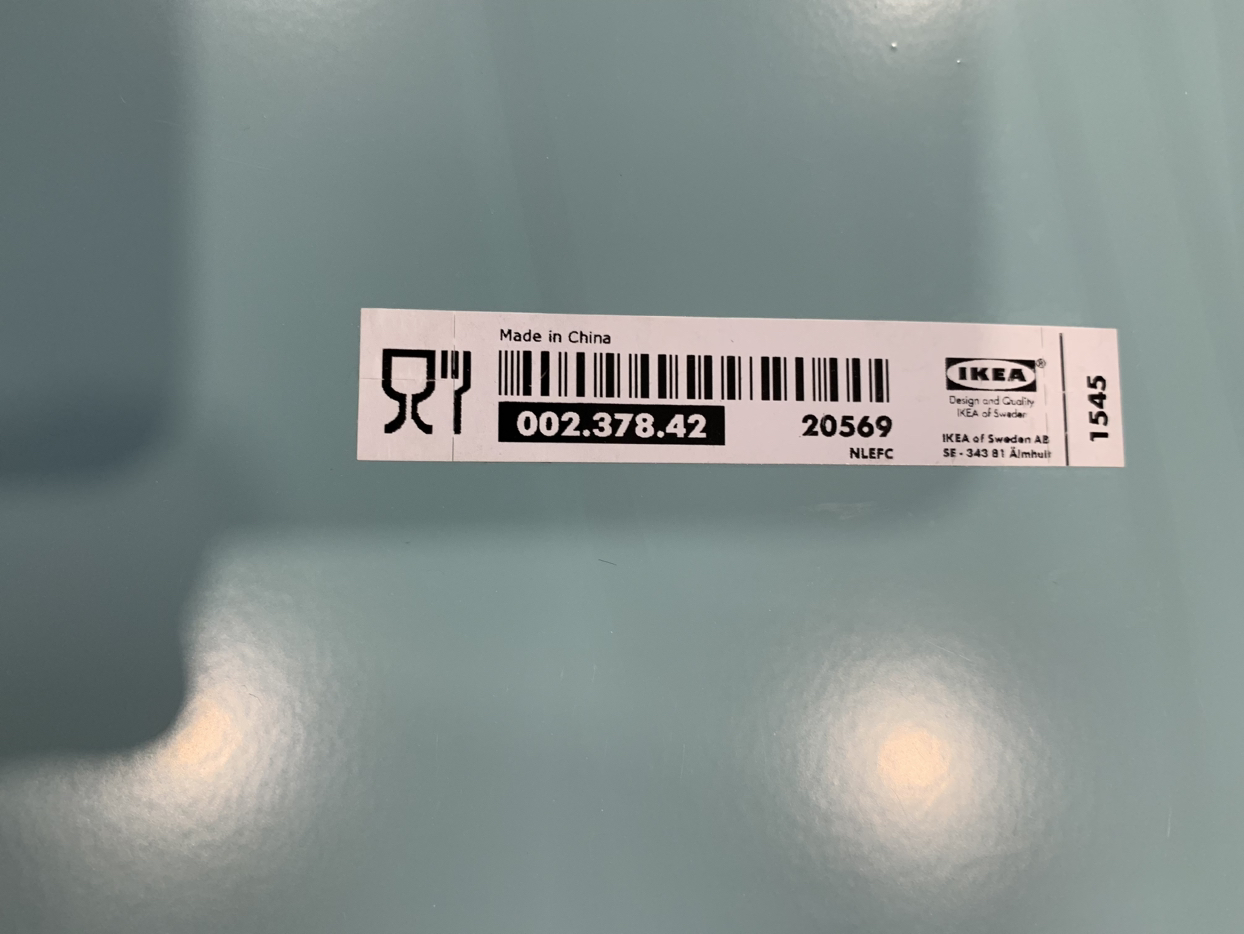 Made in China
002.378.42
20569
NLEFC
IKEA®
Design and Quality
IKEA of Sweden
IKEA of Sweden AB
SE - 343 81 Älmhult
1545